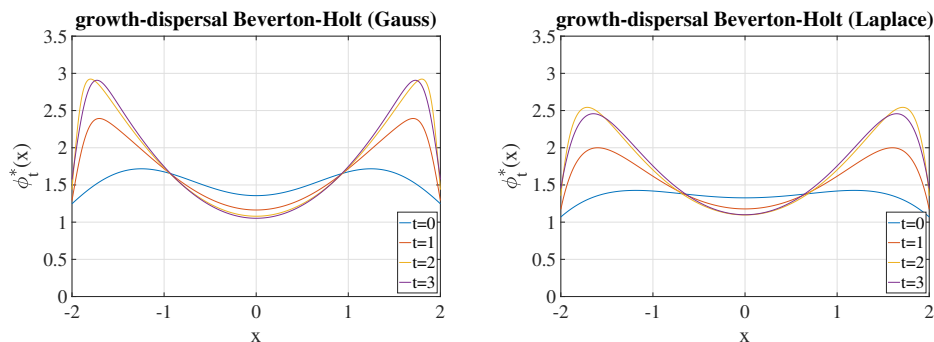 growth-dispersal Beverton-Holt (Gauss)
3.5
3
2.5
2
1.5
1
0.5
0
ϕ*t(x)
-2 -1 0 1 2
x
t=0
t=1
t=2
t=3
growth-dispersal Beverton-Holt (Laplace)
3.5
3
2.5
2
1.5
1
0.5
0
ϕ*t(x)
-2 -1 0 1 2
x
t=0
t=1
t=2
t=3